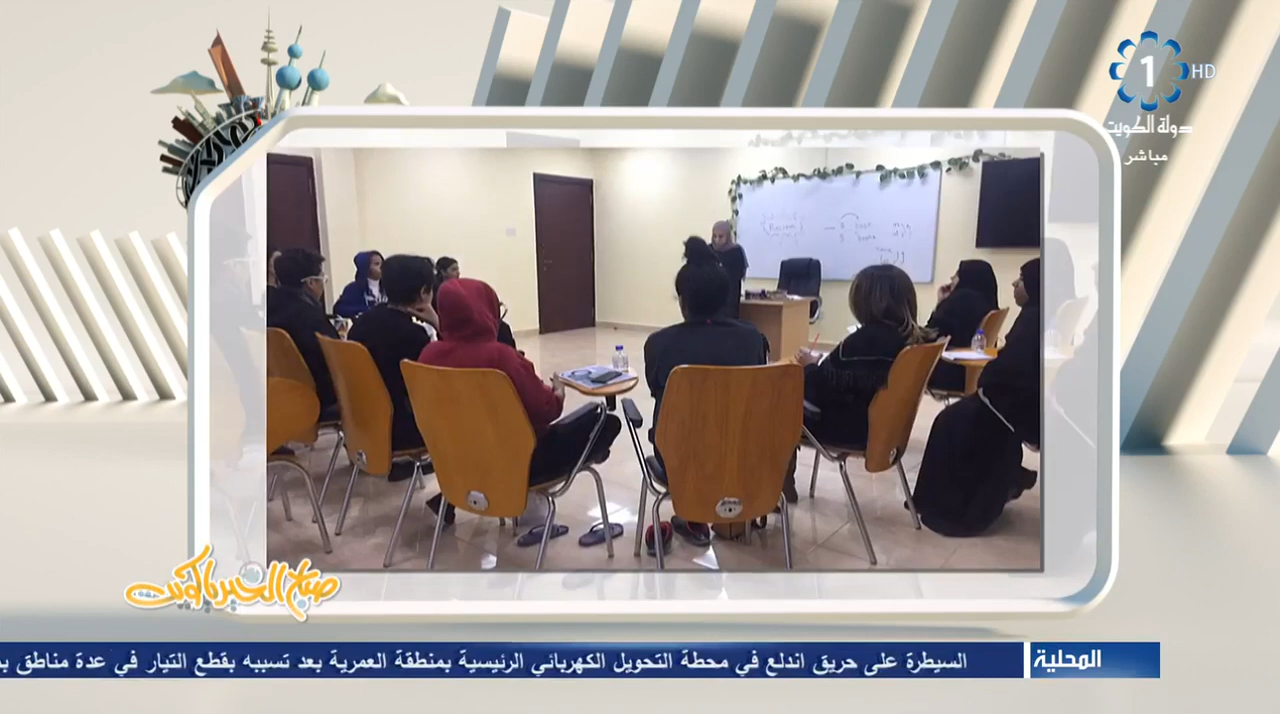 1 HD
دولة الكويت
مباشر
صباح الخير يا كويت
المحلية
السيطرة على حريق اندلع في محطة التحويل الكهربائي الرئيسية بمنطقة العمرية بعد تسببه بقطع التيار في عدة مناطق